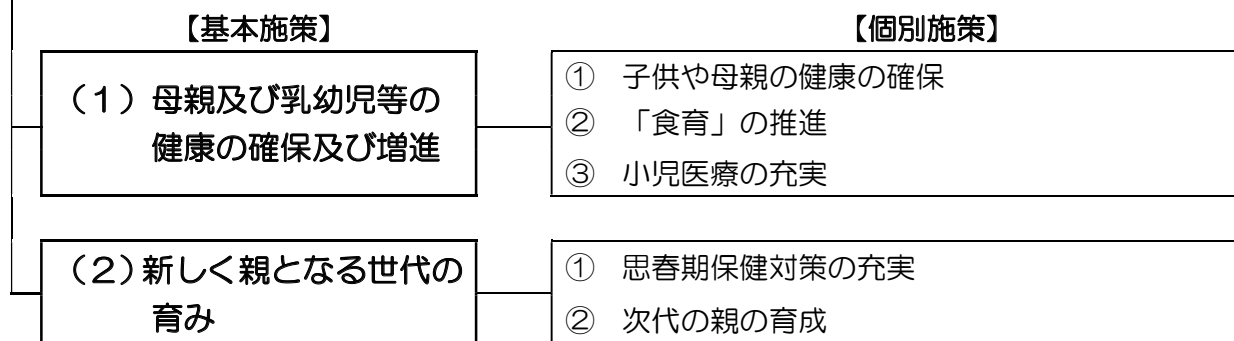 【基本施策】
【個別施策】
（１）母親及び乳幼児等の
健康の確保及び増進
① 子供や母親の健康の確保
② 「食育」の推進
③ 小児医療の充実
（２）新しく親となる世代の
育み
① 思春期保健対策の充実
② 次代の親の育成